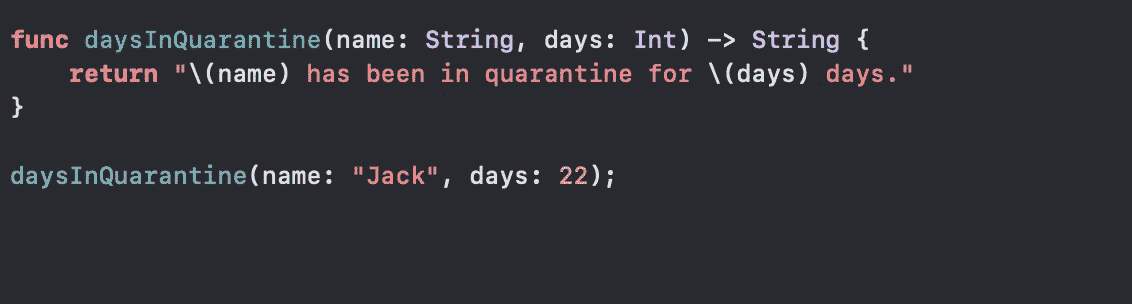 func daysInQuarantine(name: String, days: Int) -> String {
    return "\(name) has been in quarantine for \(days) days."
}

daysInQuarantine(name: "Jack", days: 22);